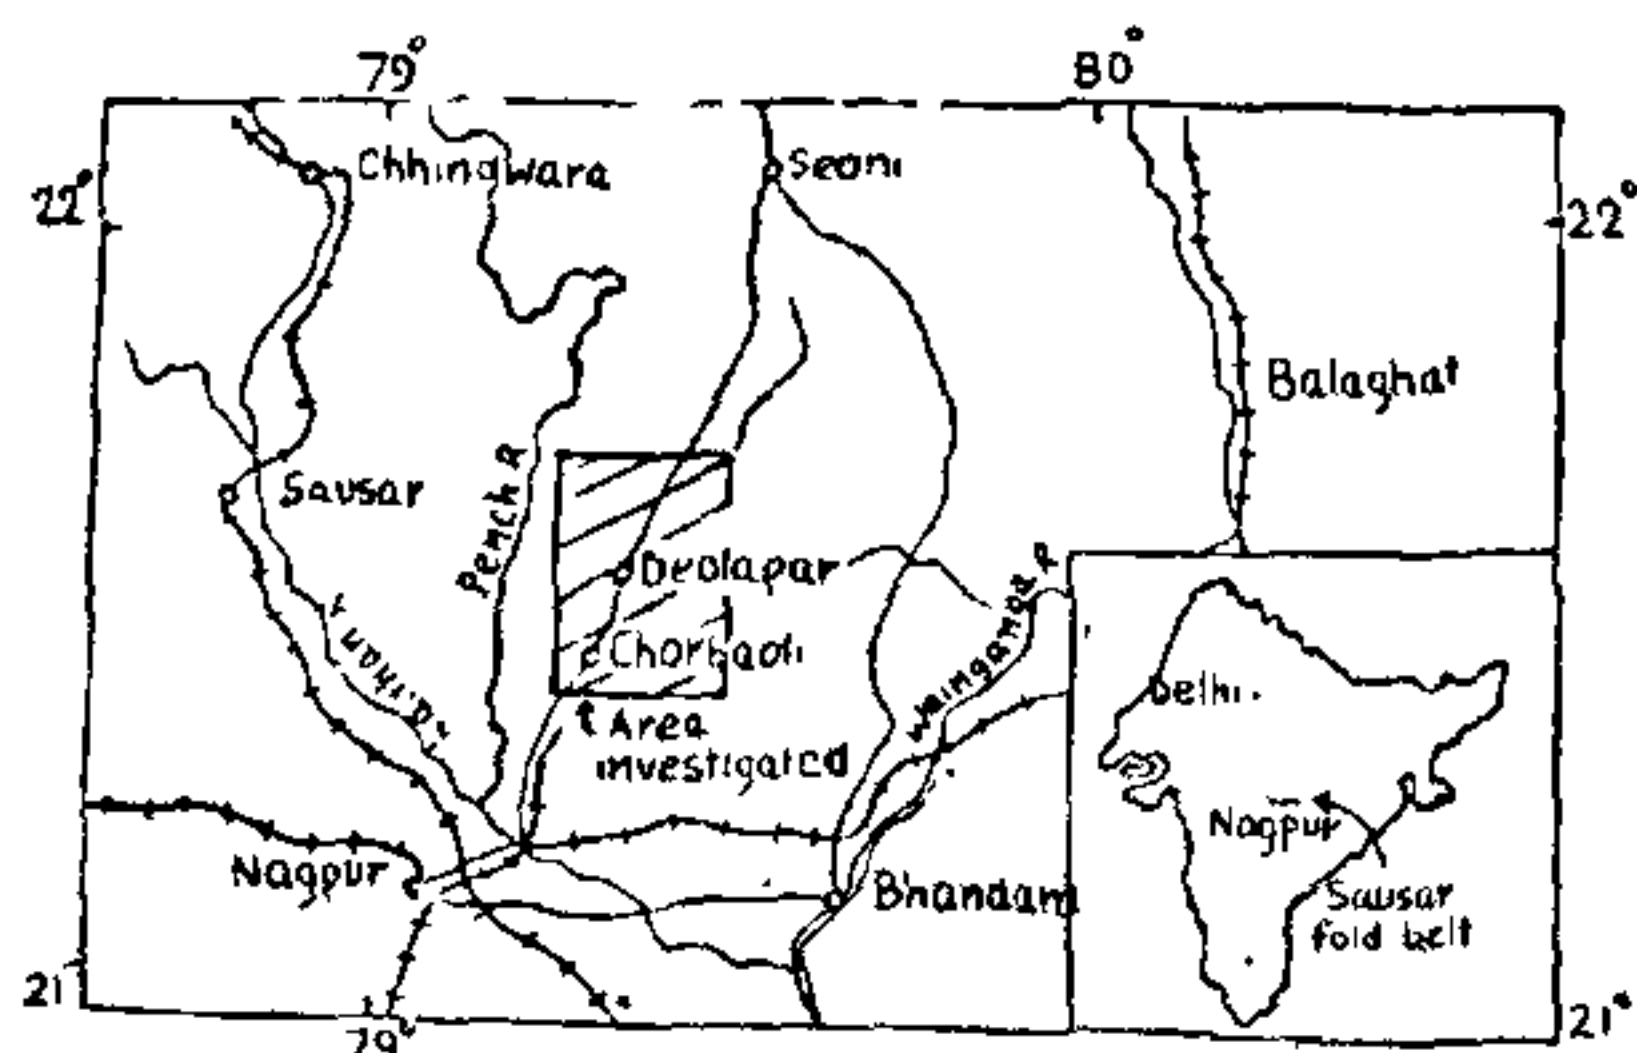 79°
80°
Chhindwara
Seoni
22°
22°
Balaghat
Sausar
Pench R
Deolapar
Chorbaoli
Wainganga R
Area
investigated
Delhi
Nagpur
Nagpur
Bhandara
Sausar
fold belt
21
21°
79°